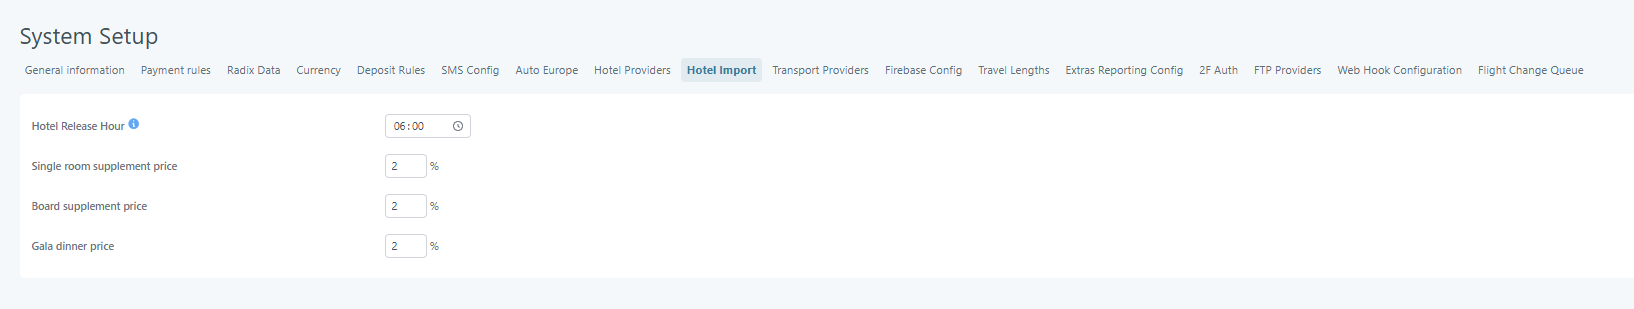 System Setup
General information Payment rules Radix Data Currency Deposit Rules SMS Config Auto Europe Hotel Providers Hotel Import Transport Providers Firebase Config Travel Lengths Extras Reporting Config 2F Auth FTP Providers Web Hook Configuration Flight Change Queue
Hotel Release Hour 06:00
Single room supplement price 2 %
Board supplement price 2 %
Gala dinner price 2 %